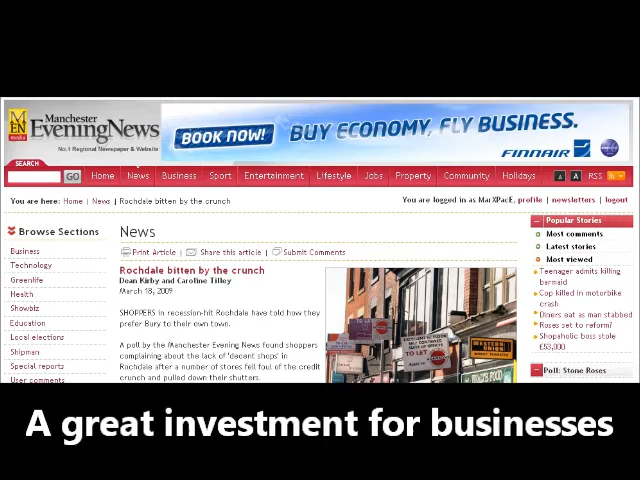 MEN
media
Manchester
Evening News
No.1 Regional Newspaper & Website
BOOK NOW!
BUY ECONOMY, FLY BUSINESS.
FINNAIR
SEARCH
GO
Home News Business Sport Entertainment Lifestyle Jobs Property Community Holidays A A RSS
You are here: Home | News | Rochdale bitten by the crunch
You are logged in as MarXPacE, profile | newsletters | logout
Browse Sections
Business
Technology
Greenlife
Health
Showbiz
Education
Local elections
Shipman
Special reports
User comments
News
Print Article | Share this article | Submit Comments
Rochdale bitten by the crunch
Dean Kirby and Caroline Tilley
March 18, 2009
SHOPPERS in recession-hit Rochdale have told how they
prefer Bury to their own town.
A poll by the Manchester Evening News found shoppers
complaining about the lack of 'decent shops' in
Rochdale after a number of stores fell foul of the credit
crunch and pulled down their shutters.
TO LET
WESTERN
UNION
Popular Stories
Most comments
Latest stories
Most viewed
Teenager admits killing
barmaid
Cop killed in motorbike
crash
Diners eat as man stabbed
Roses set to reform?
Shopaholic boss stole
£53,000
Poll: Stone Roses
A great investment for businesses